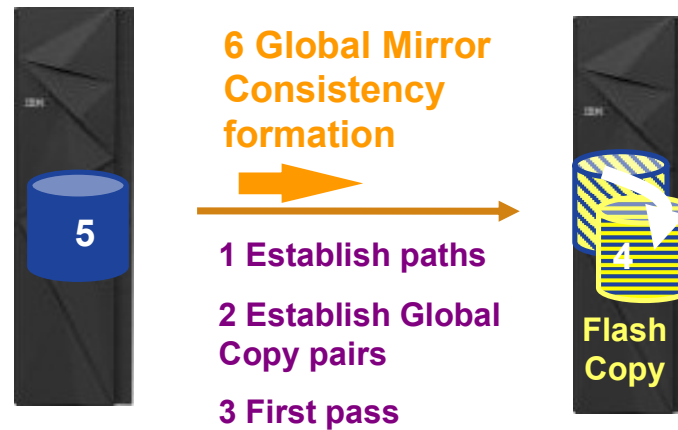 6 Global Mirror
Consistency
formation
IBM
IBM
5
4
1 Establish paths
2 Establish Global
Copy pairs
3 First pass
Flash
Copy